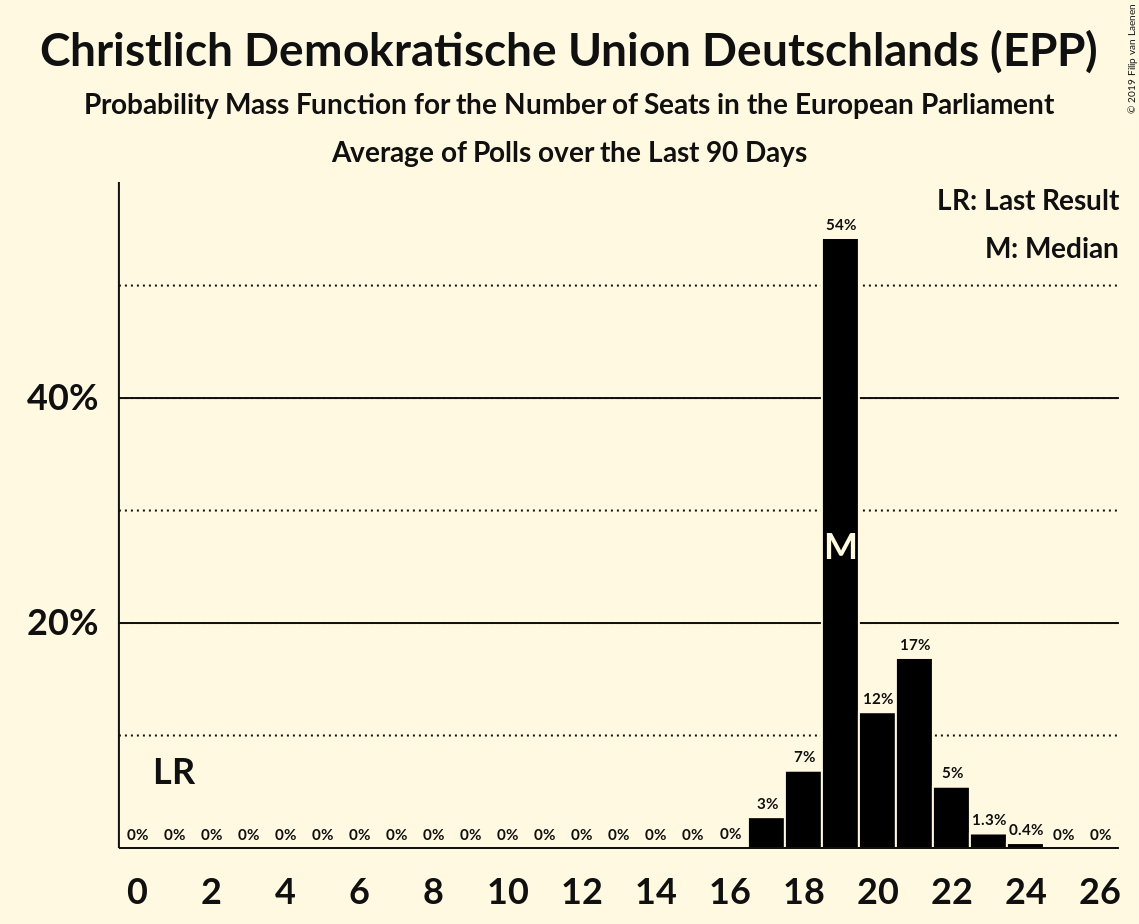 Christlich Demokratische Union Deutschlands (EPP)
Probability Mass Function for the Number of Seats in the European Parliament
Average of Polls over the Last 90 Days
© 2019 Filip van Laenen
LR: Last Result
M: Median
54%
40%
M
20%
17%
12%
LR
7%
5%
3%
1.3%
0.4%
0% 0% 0% 0% 0% 0% 0% 0% 0% 0% 0% 0% 0% 0% 0% 0% 0% 0% 0%
0 2 4 6 8 10 12 14 16 18 20 22 24 26